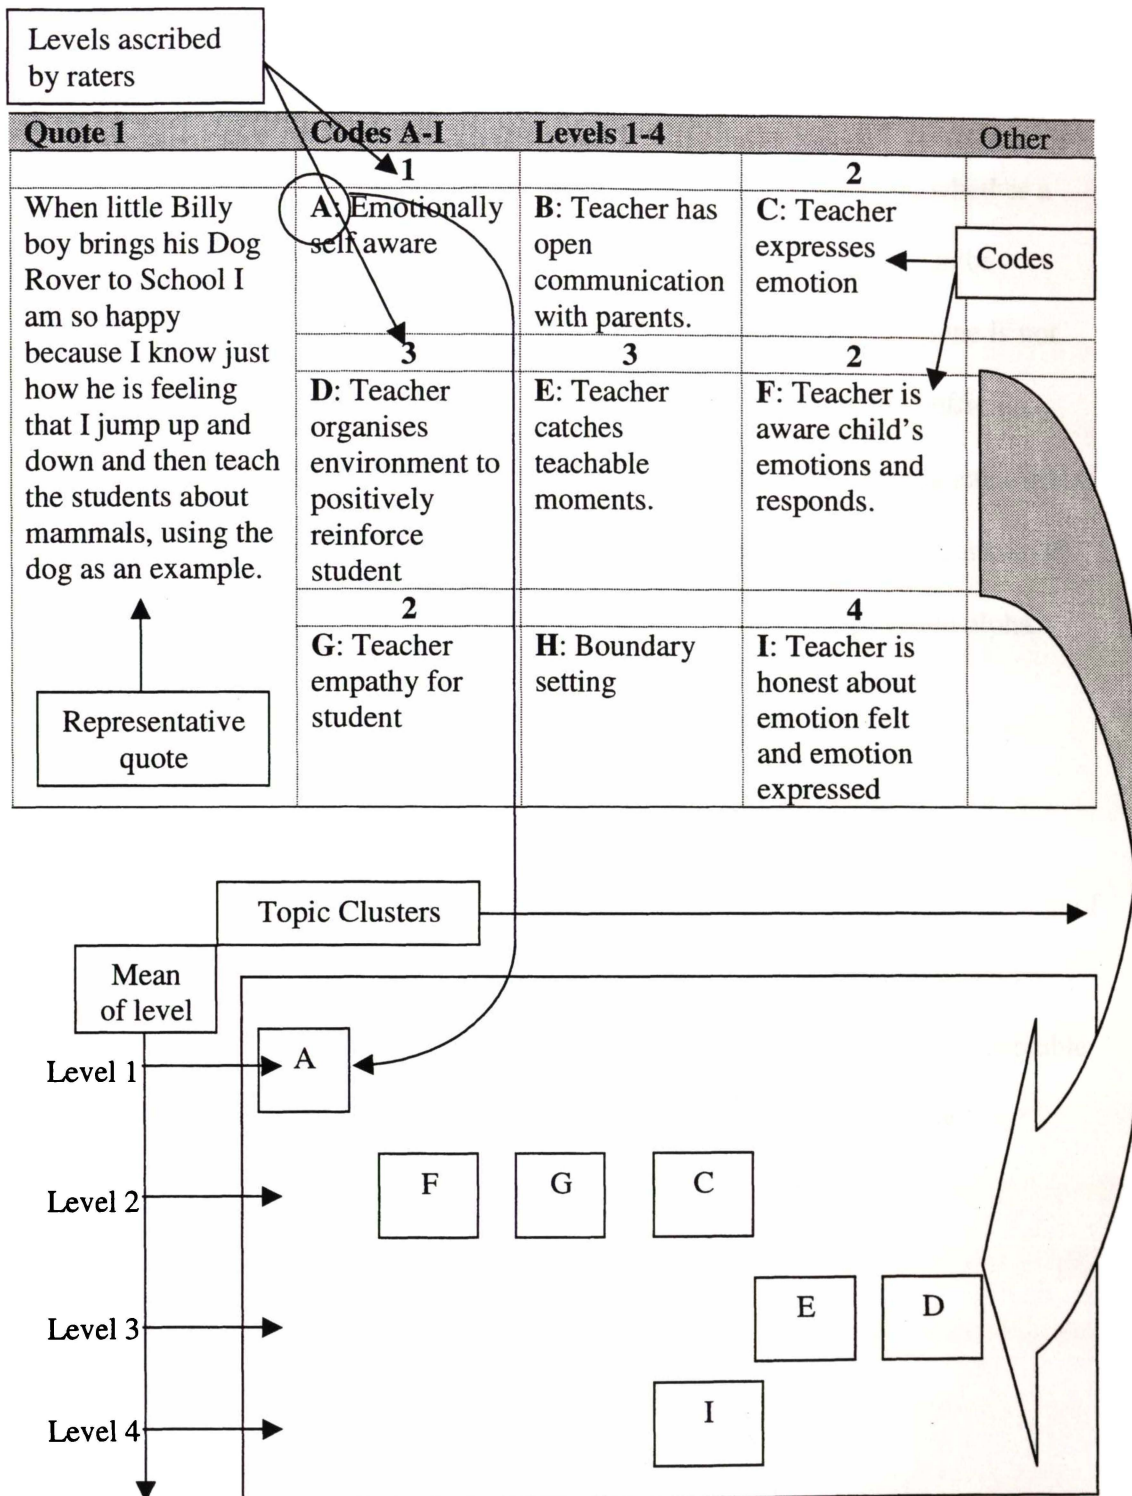 Levels ascribed
by raters
Quote 1 Codes A-I Levels 1-4 Other
1 2
When little Billy
boy brings his Dog
Rover to School I
am so happy
because I know just
how he is feeling
that I jump up and
down and then teach
the students about
mammals, using the
dog as an example.
A: Emotionally
self aware
B: Teacher has
open
communication
with parents.
C: Teacher
expresses
emotion
Codes
3 3 2
D: Teacher
organises
environment to
positively
reinforce
student
E: Teacher
catches
teachable
moments.
F: Teacher is
aware child's
emotions and
responds.
2 4
G: Teacher
empathy for
student
H: Boundary
setting
I: Teacher is
honest about
emotion felt
and emotion
expressed
Representative
quote
Topic Clusters
Mean
of level
Level 1
A
Level 2
F G C
Level 3
E D
Level 4
I